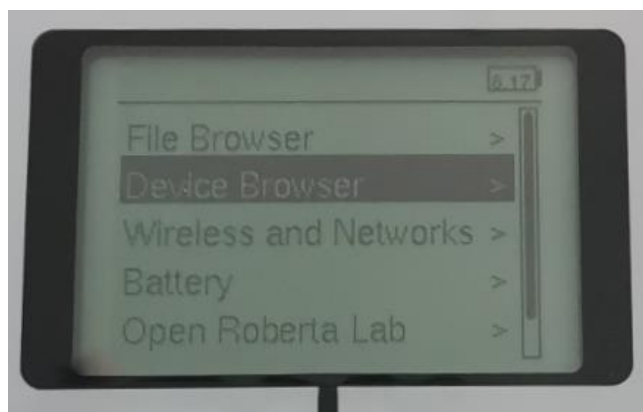 6.17
File Browser >
Device Browser >
Wireless and Networks >
Battery >
Open Roberta Lab >